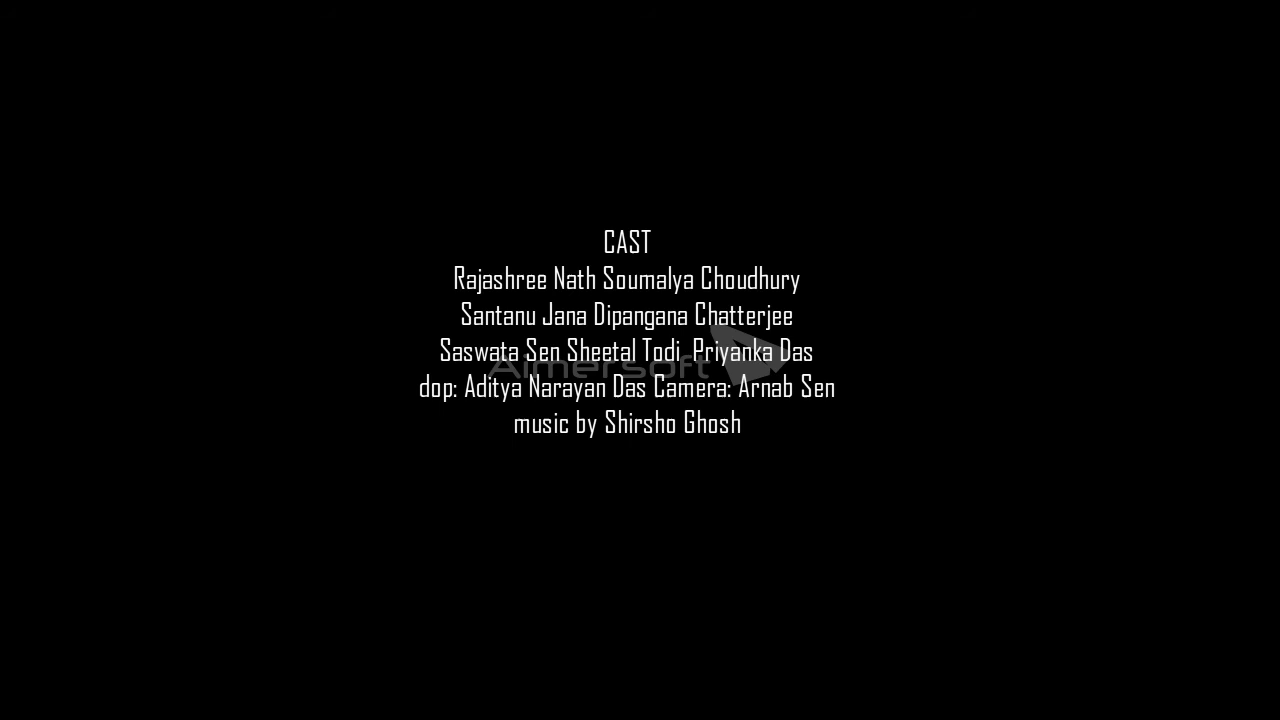 CAST
Rajashree Nath Soumalya Choudhury
Santanu Jana Dipangana Chatterjee
Saswata Sen Sheetal Todi Priyanka Das
Aimersoft
dop: Aditya Narayan Das Camera: Arnab Sen
music by Shirsho Ghosh